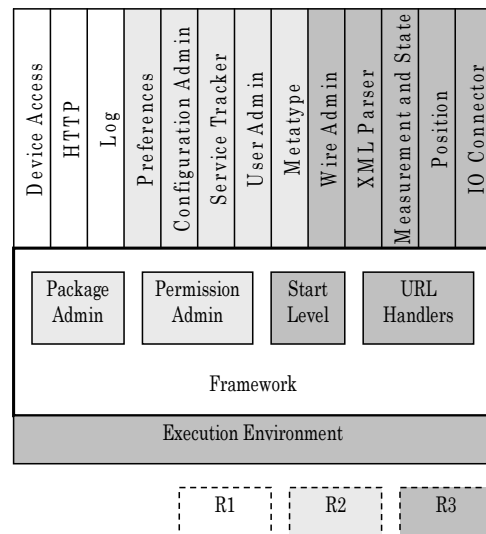 Device Access
HTTP
Log
Preferences
Configuration Admin
Service Tracker
User Admin
Metatype
Wire Admin
XML Parser
Measurement and State
Position
IO Connector
Package
Admin
Permission
Admin
Start
Level
URL
Handlers
Framework
Execution Environment
R1
R2
R3